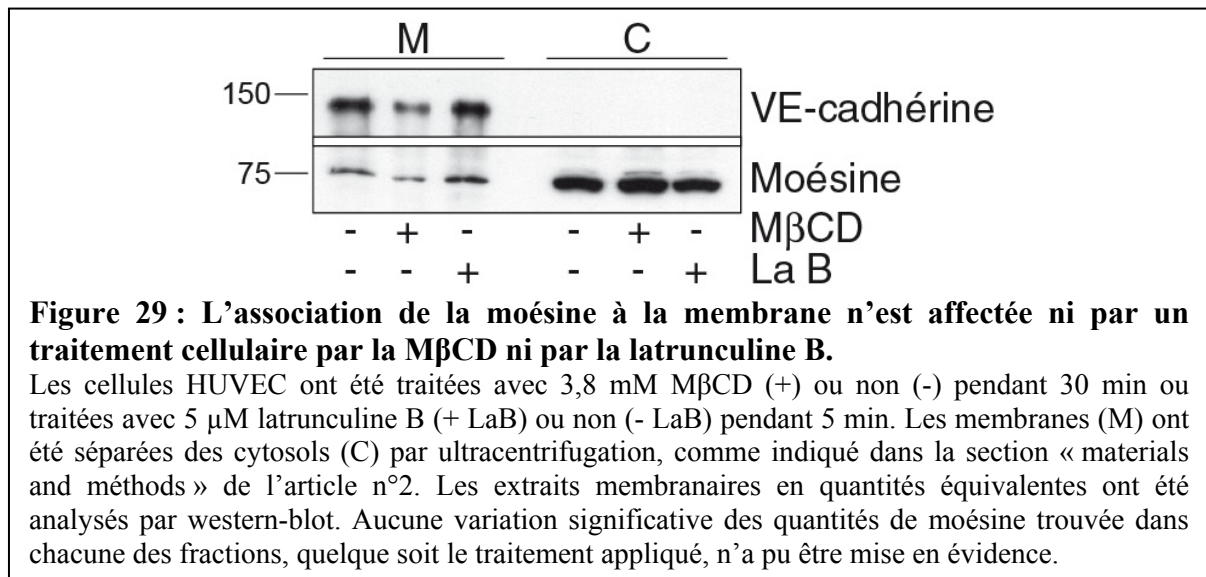 M C
150 VE-cadhérine
75 Moésine
- + - - + - MβCD
- - + - - + La B
Figure 29 : L’association de la moésine à la membrane n’est affectée ni par un
traitement cellulaire par la MβCD ni par la latrunculine B.
Les cellules HUVEC ont été traitées avec 3,8 mM MβCD (+) ou non (-) pendant 30 min ou
traitées avec 5 µM latrunculine B (+ LaB) ou non (- LaB) pendant 5 min. Les membranes (M) ont
été séparées des cytosols (C) par ultracentrifugation, comme indiqué dans la section « materials
and méthods » de l’article n°2. Les extraits membranaires en quantités équivalentes ont été
analysés par western-blot. Aucune variation significative des quantités de moésine trouvée dans
chacune des fractions, quelque soit le traitement appliqué, n’a pu être mise en évidence.